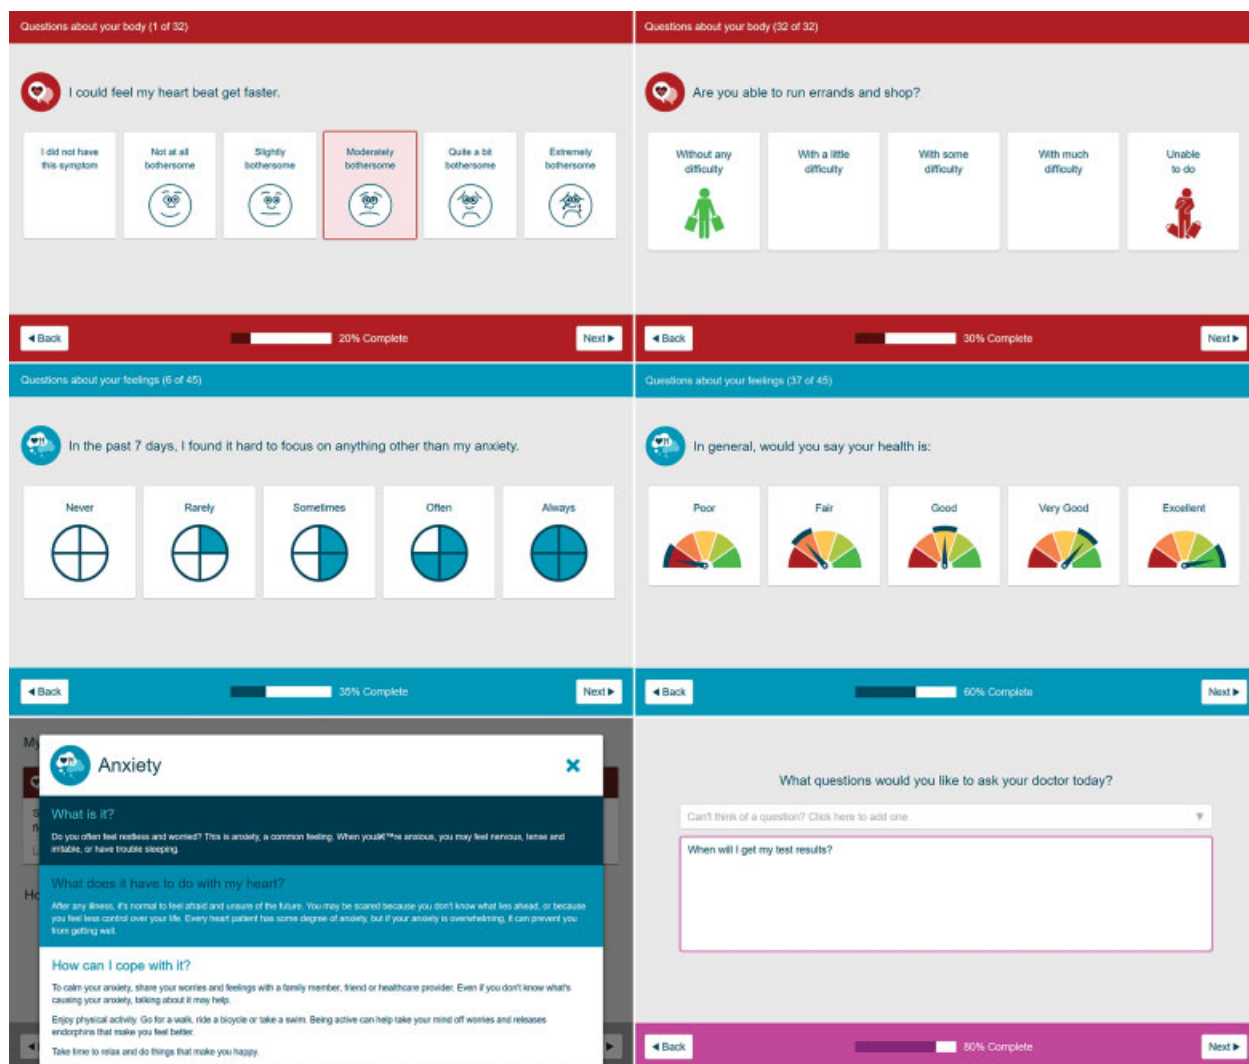 Questions about your body (1 of 32)
I could feel my heart beat get faster.
I did not have
this symptom
Not at all
bothersome
Slightly
bothersome
Moderately
bothersome
Quite a bit
bothersome
Extremely
bothersome
◄ Back
20% Complete
Next ►
Questions about your body (32 of 32)
Are you able to run errands and shop?
Without any
difficulty
With a little
difficulty
With some
difficulty
With much
difficulty
Unable
to do
◄ Back
30% Complete
Next ►
Questions about your feelings (6 of 45)
In the past 7 days, I found it hard to focus on anything other than my anxiety.
Never
Rarely
Sometimes
Often
Always
◄ Back
35% Complete
Next ►
Questions about your feelings (37 of 45)
In general, would you say your health is:
Poor
Fair
Good
Very Good
Excellent
◄ Back
60% Complete
Next ►
My
Anxiety
What is it?
Do you often feel restless and worried? This is anxiety, a common feeling. When youâ€™re anxious, you may feel nervous, tense and
irritable, or have trouble sleeping.
What does it have to do with my heart?
After any illness, it's normal to feel afraid and unsure of the future. You may be scared because you don't know what lies ahead, or because
you feel less control over your life. Every heart patient has some degree of anxiety, but if your anxiety is overwhelming, it can prevent you
from getting well.
How can I cope with it?
To calm your anxiety, share your worries and feelings with a family member, friend or healthcare provider. Even if you don't know what's
causing your anxiety, talking about it may help.
Enjoy physical activity. Go for a walk, ride a bicycle or take a swim. Being active can help take your mind off worries and releases
endorphins that make you feel better.
Take time to relax and do things that make you happy.
What questions would you like to ask your doctor today?
Can't think of a question? Click here to add one
When will I get my test results?
◄ Back
80% Complete
Next ►